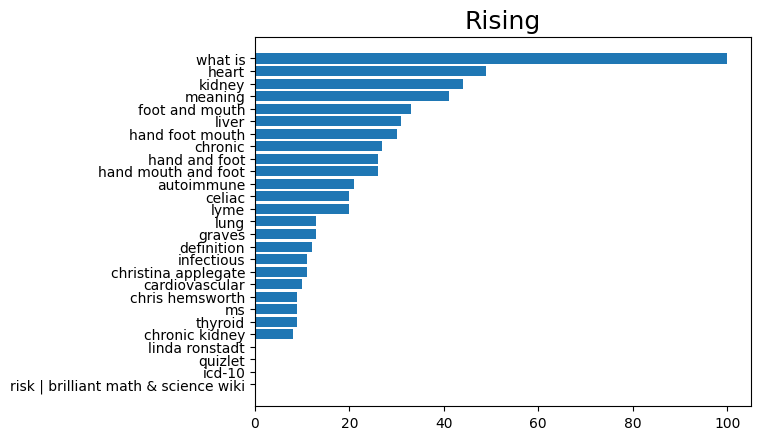 Rising
what is
heart
kidney
meaning
foot and mouth
liver
hand foot mouth
chronic
hand and foot
hand mouth and foot
autoimmune
celiac
lyme
lung
graves
definition
infectious
christina applegate
cardiovascular
chris hemsworth
ms
thyroid
chronic kidney
linda ronstadt
quizlet
icd-10
risk | brilliant math & science wiki
0 20 40 60 80 100